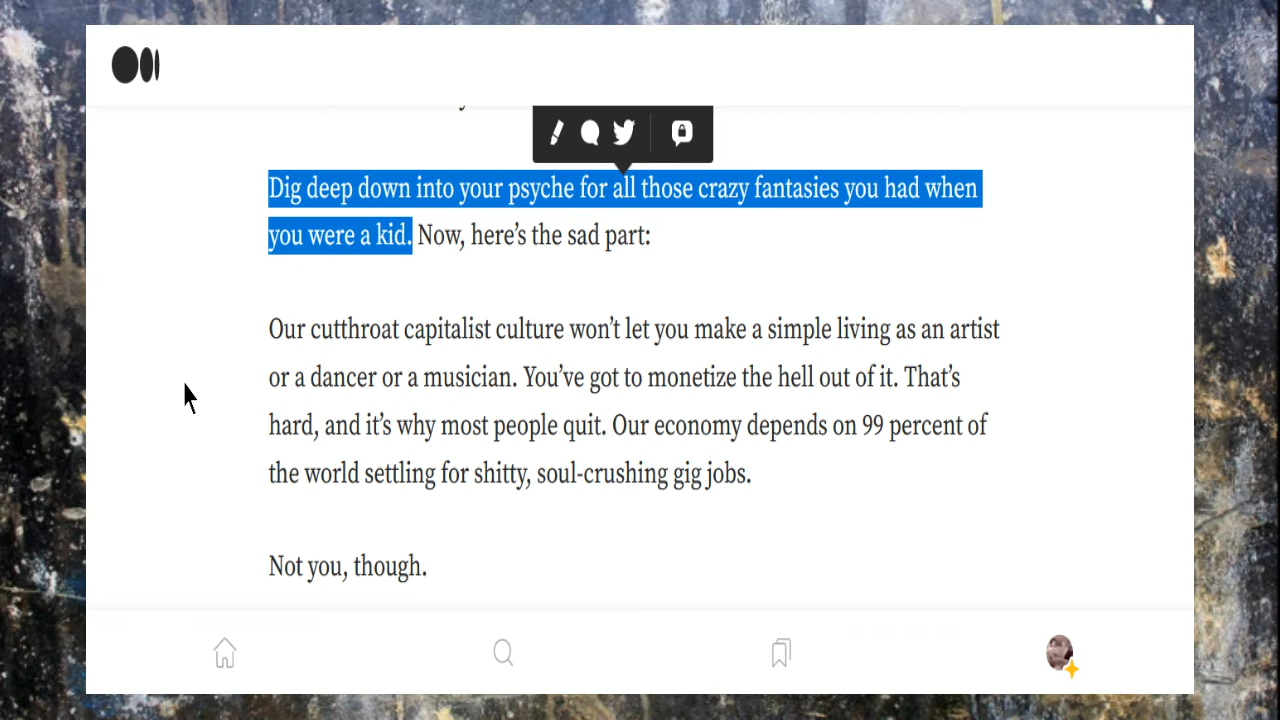 Dig deep down into your psyche for all those crazy fantasies you had when
you were a kid. Now, here’s the sad part:
Our cutthroat capitalist culture won’t let you make a simple living as an artist
or a dancer or a musician. You’ve got to monetize the hell out of it. That’s
hard, and it’s why most people quit. Our economy depends on 99 percent of
the world settling for shitty, soul-crushing gig jobs.
Not you, though.